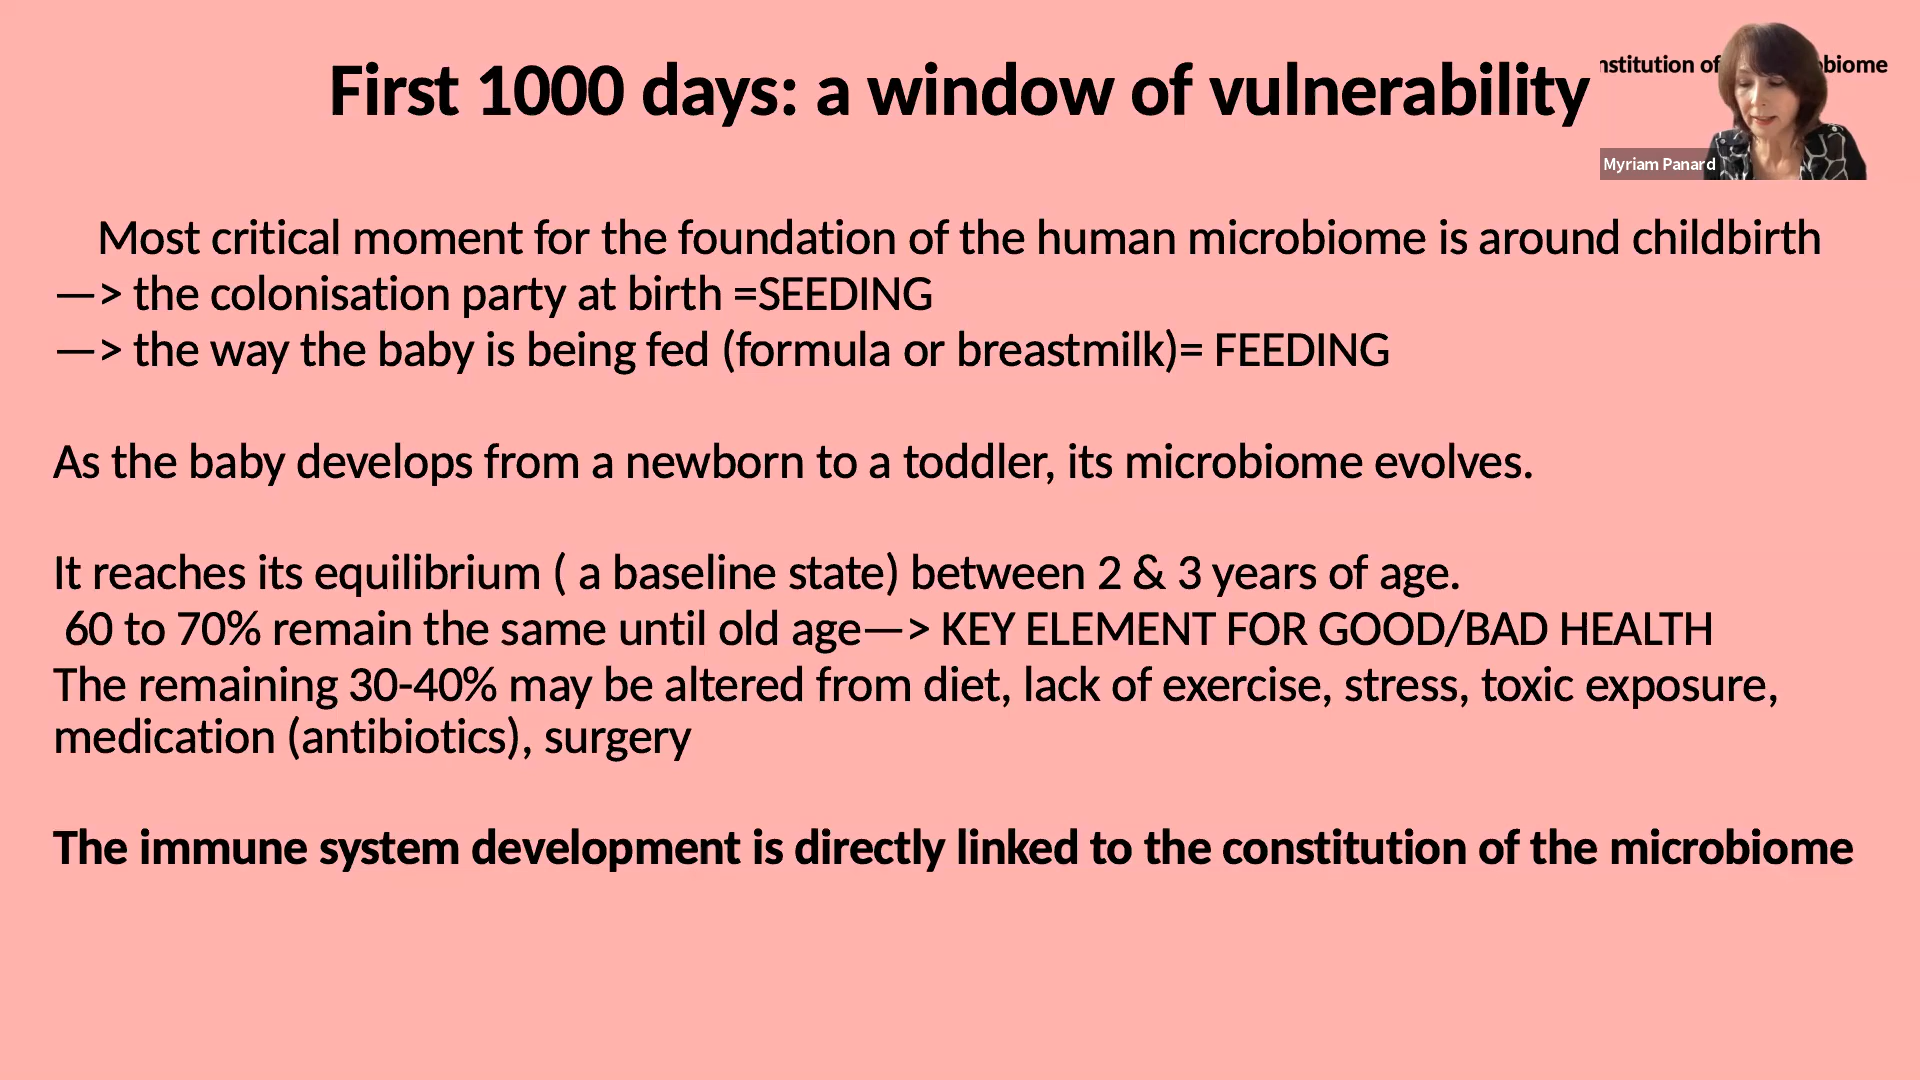 First 1000 days: a window of vulnerability
nstitution of biome
Myriam Panard
Most critical moment for the foundation of the human microbiome is around childbirth
—> the colonisation party at birth =SEEDING
—> the way the baby is being fed (formula or breastmilk)= FEEDING
As the baby develops from a newborn to a toddler, its microbiome evolves.
It reaches its equilibrium ( a baseline state) between 2 & 3 years of age.
60 to 70% remain the same until old age—> KEY ELEMENT FOR GOOD/BAD HEALTH
The remaining 30-40% may be altered from diet, lack of exercise, stress, toxic exposure,
medication (antibiotics), surgery
The immune system development is directly linked to the constitution of the microbiome